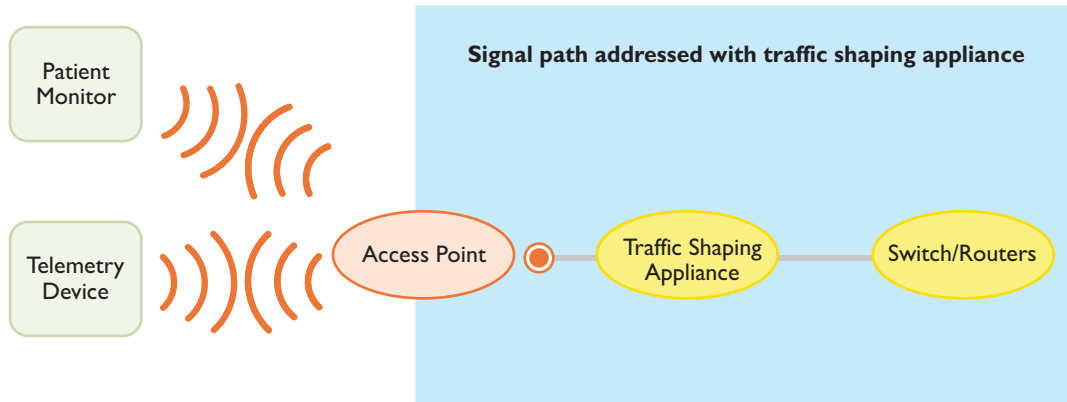 Signal path addressed with traffic shaping appliance
Patient
Monitor
Telemetry
Device
Access Point
Traffic Shaping
Appliance
Switch/Routers